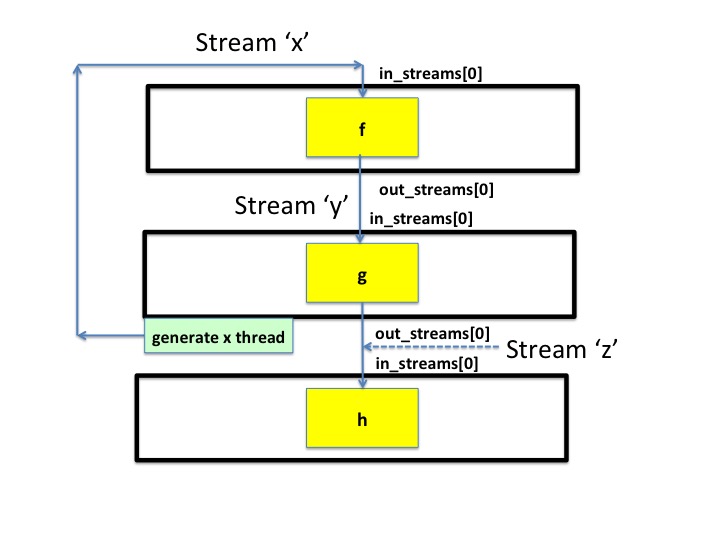 Stream ‘x’
in_streams[0]
f
out_streams[0]
Stream ‘y’
in_streams[0]
g
generate x thread
out_streams[0]
Stream ‘z’
in_streams[0]
h